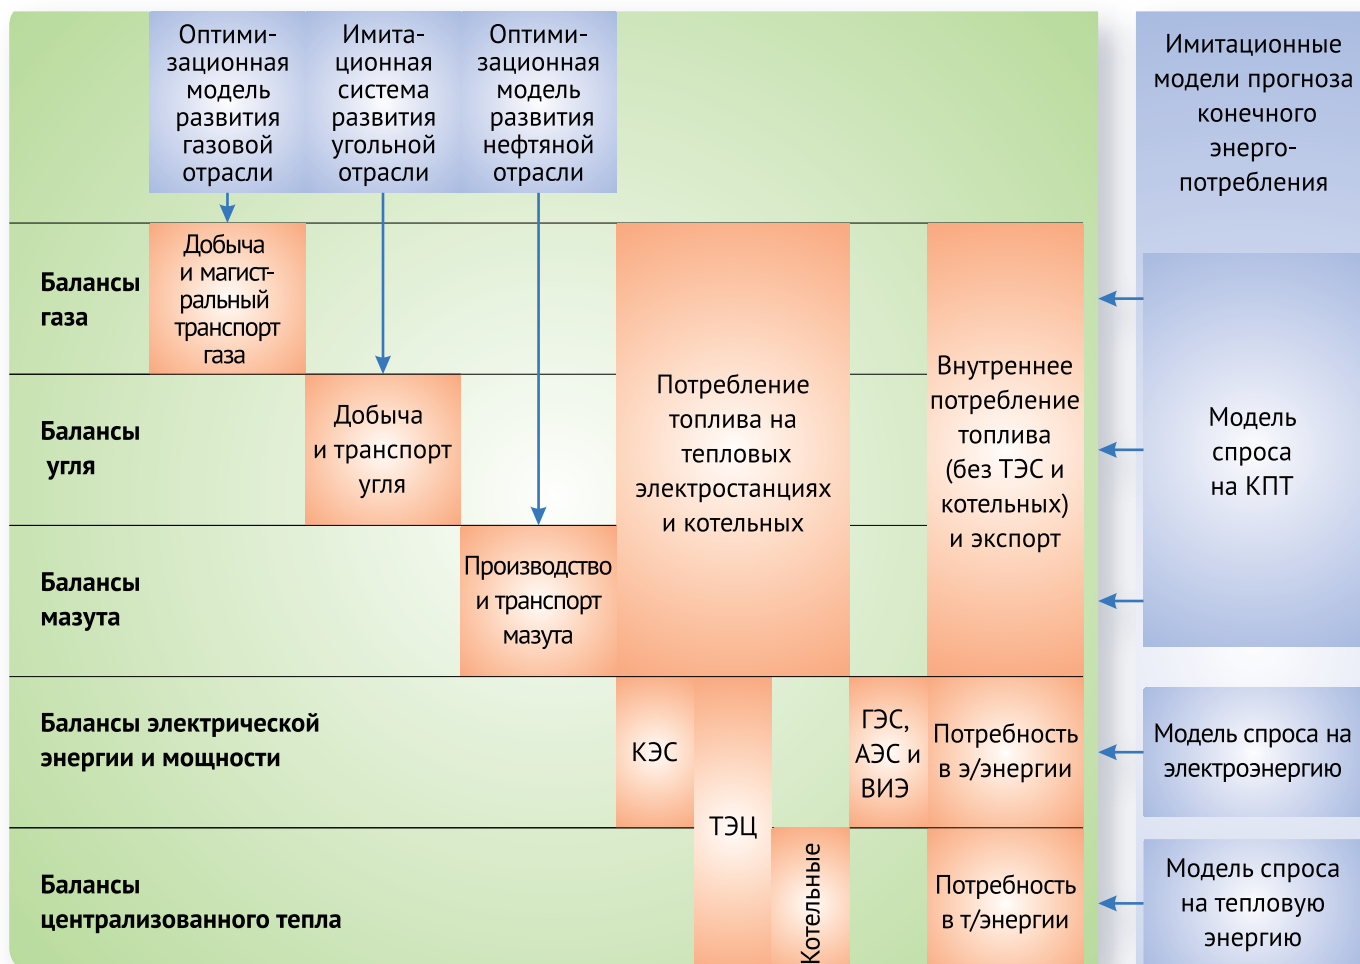 Оптими-
зационная
модель
развития
газовой
отрасли
Имита-
ционная
система
развития
угольной
отрасли
Оптими-
зационная
модель
развития
нефтяной
отрасли
Имитационные
модели прогноза
конечного
энерго-
потребления
Балансы
газа
Добыча
и магист-
ральный
транспорт
газа
Балансы
угля
Добыча
и транспорт
угля
Балансы
мазута
Производство
и транспорт
мазута
Потребление
топлива на
тепловых
электростанциях
и котельных
Внутреннее
потребление
топлива
(без ТЭС и
котельных)
и экспорт
Модель
спроса
на КПТ
Балансы электрической
энергии и мощности
КЭС
ТЭЦ
ГЭС,
АЭС и
ВИЭ
Потребность
в э/энергии
Модель спроса на
электроэнергию
Балансы
централизованного тепла
Котельные
Потребность
в т/энергии
Модель спроса
на тепловую
энергию